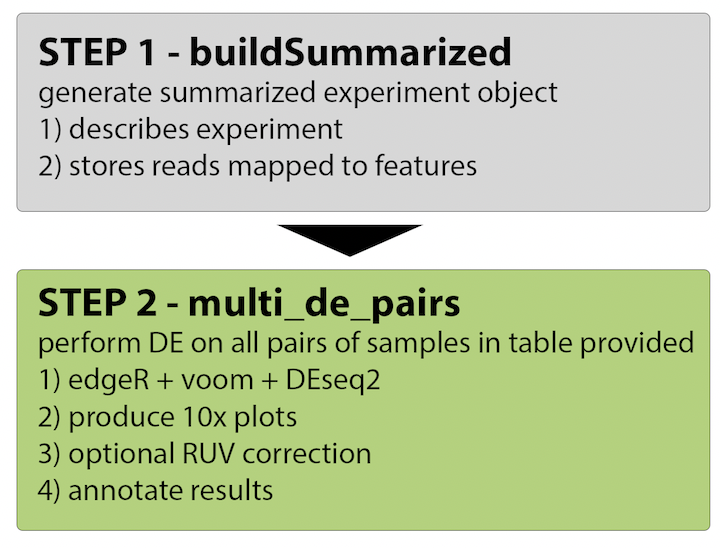 STEP 1 - buildSummarized
generate summarized experiment object
1) describes experiment
2) stores reads mapped to features
STEP 2 - multi_de_pairs
perform DE on all pairs of samples in table provided
1) edgeR + voom + DEseq2
2) produce 10x plots
3) optional RUV correction
4) annotate results